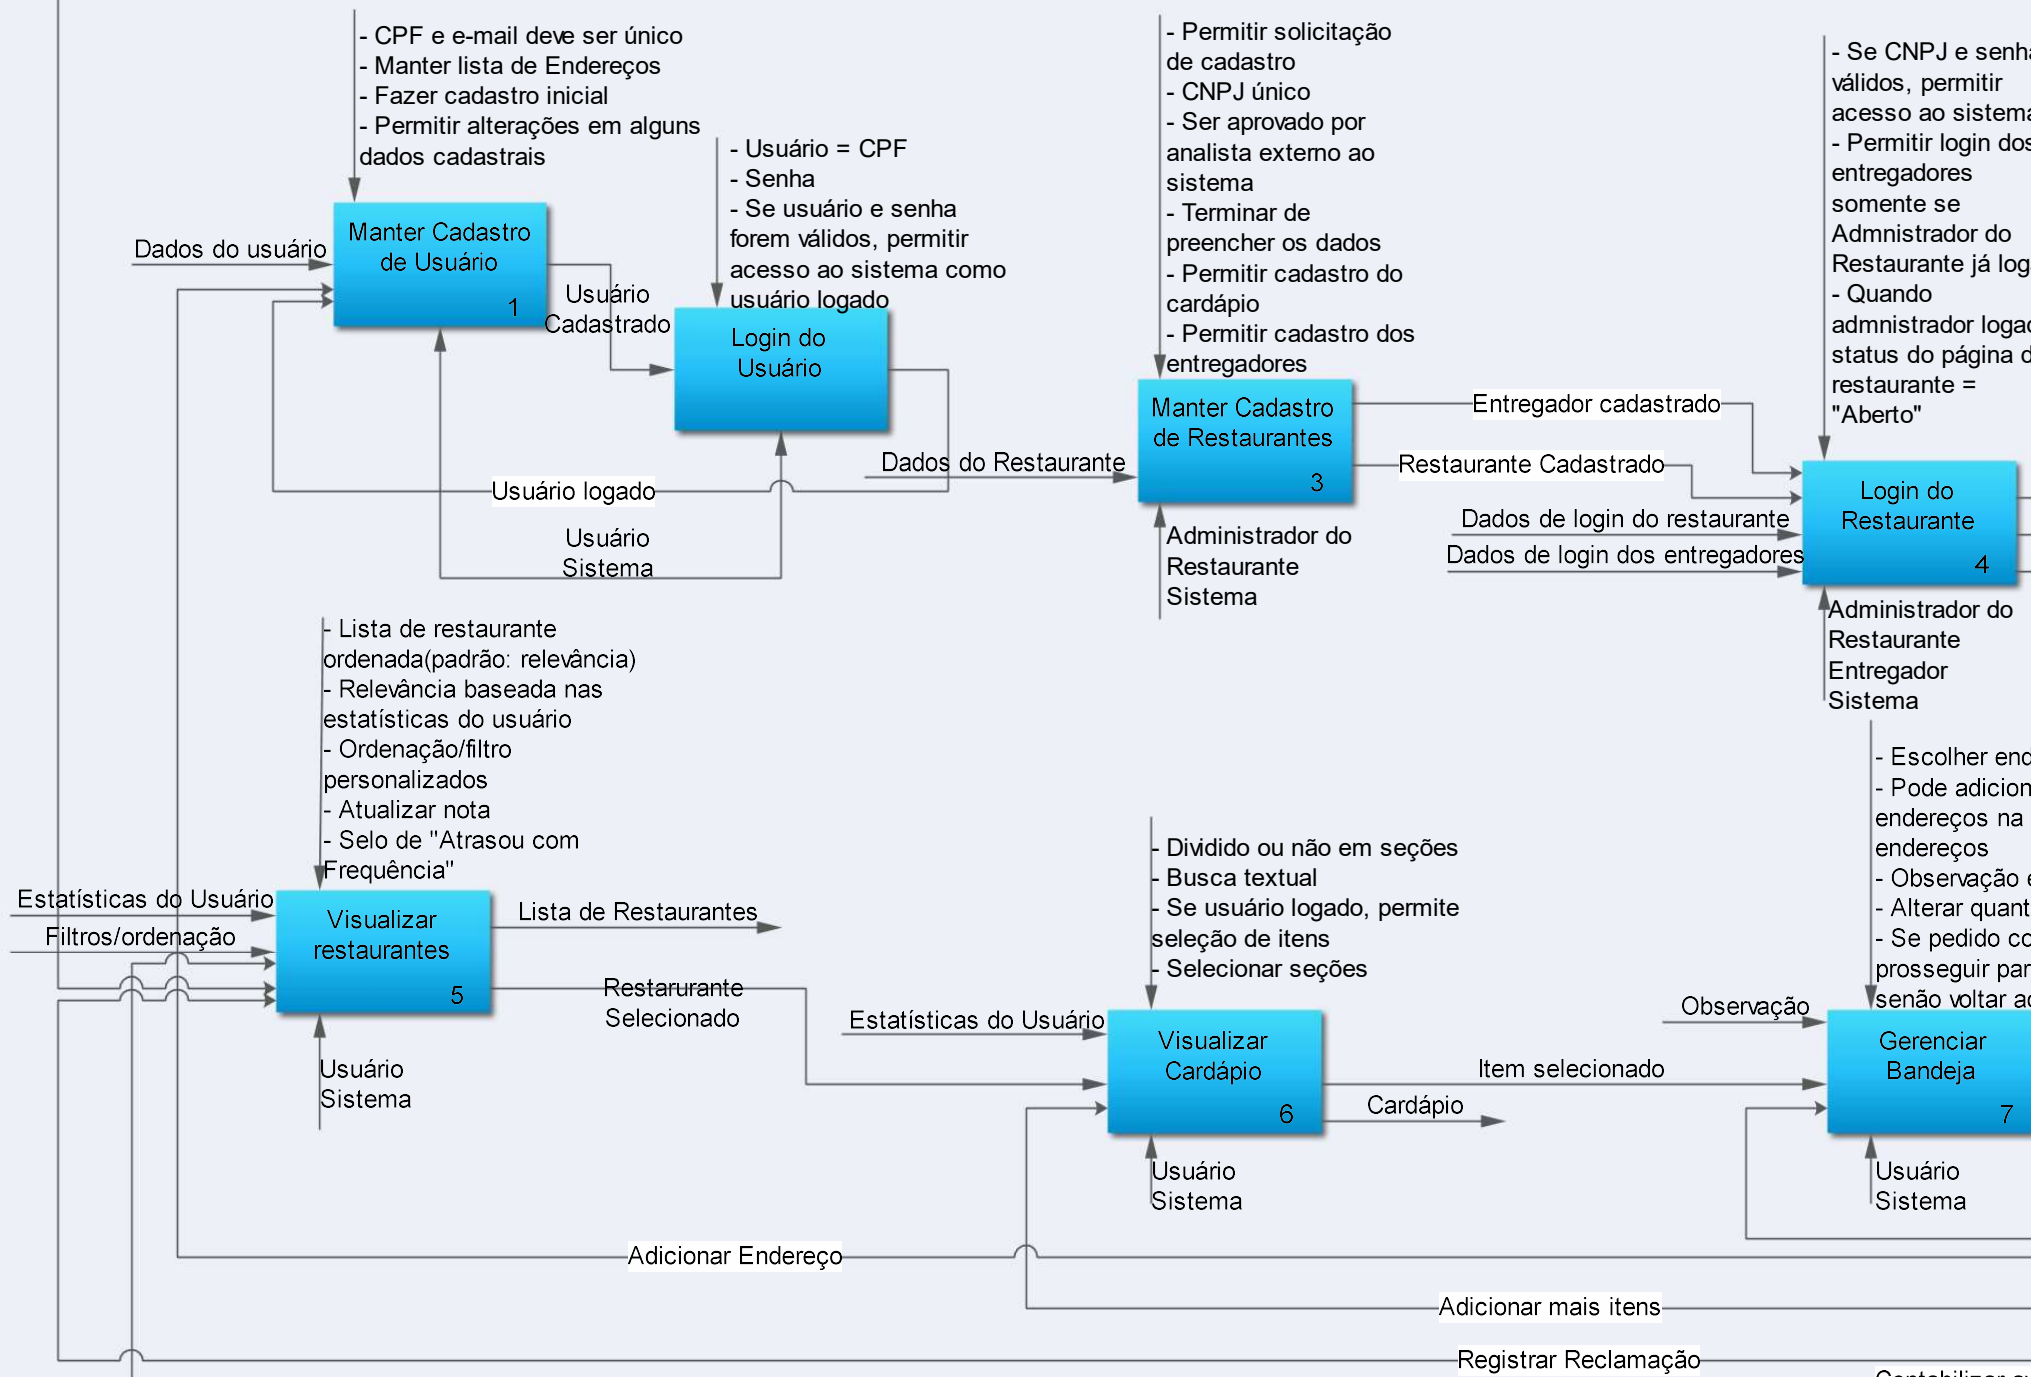 - CPF e e-mail deve ser único
- Manter lista de Endereços
- Fazer cadastro inicial
- Permitir alterações em alguns
dados cadastrais
- Usuário = CPF
- Senha
- Se usuário e senha
forem válidos, permitir
acesso ao sistema como
usuário logado
- Permitir solicitação
de cadastro
- CNPJ único
- Ser aprovado por
analista externo ao
sistema
- Terminar de
preencher os dados
- Permitir cadastro do
cardápio
- Permitir cadastro dos
entregadores
- Se CNPJ e
válidos, permitir
acesso ao
- Permitir login
entregadores
somente se
Admnistrador do
Restaurante já
- Quando
admnistrador
status do página
restaurante =
"Aberto"
Dados do usuário
Manter Cadastro
de Usuário
1
Usuário
Cadastrado
Login do
Usuário
Usuário logado
Usuário
Sistema
Dados do Restaurante
Manter Cadastro
de Restaurantes
3
Administrador do
Restaurante
Sistema
Entregador cadastrado
Restaurante Cadastrado
Dados de login do restaurante
Dados de login dos entregadores
Login do
Restaurante
4
Administrador do
Restaurante
Entregador
Sistema
- Lista de restaurante
ordenada(padrão: relevância)
- Relevância baseada nas
estatísticas do usuário
- Ordenação/filtro
personalizados
- Atualizar nota
- Selo de "Atrasou com
Frequência"
Estatísticas do Usuário
Filtros/ordenação
Visualizar
restaurantes
5
Usuário
Sistema
Lista de Restaurantes
Restarurante
Selecionado
- Dividido ou não em seções
- Busca textual
- Se usuário logado, permite
seleção de itens
- Selecionar seções
Estatísticas do Usuário
Visualizar
Cardápio
6
Usuário
Sistema
Item selecionado
Cardápio
- Escolher
- Pode
endereços na
endereços
- Observação
- Alterar
- Se pedido
prosseguir
senão voltar
Observação
Gerenciar
Bandeja
7
Usuário
Sistema
Adicionar Endereço
Adicionar mais itens
Registrar Reclamação